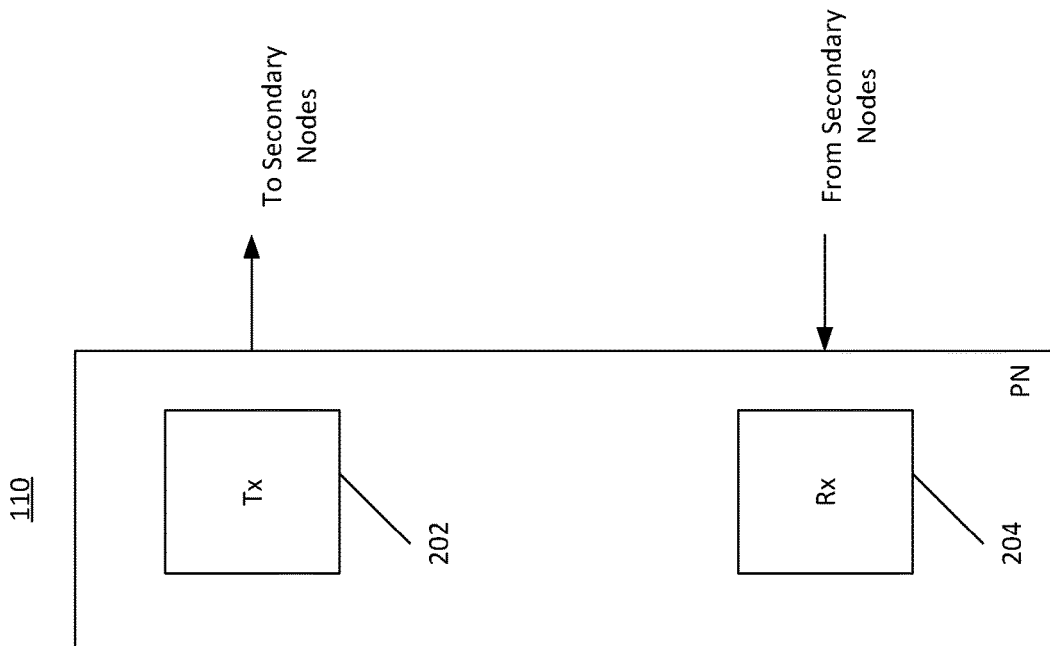 110
Tx
202
To Secondary
Nodes
Rx
204
From Secondary
Nodes
PN